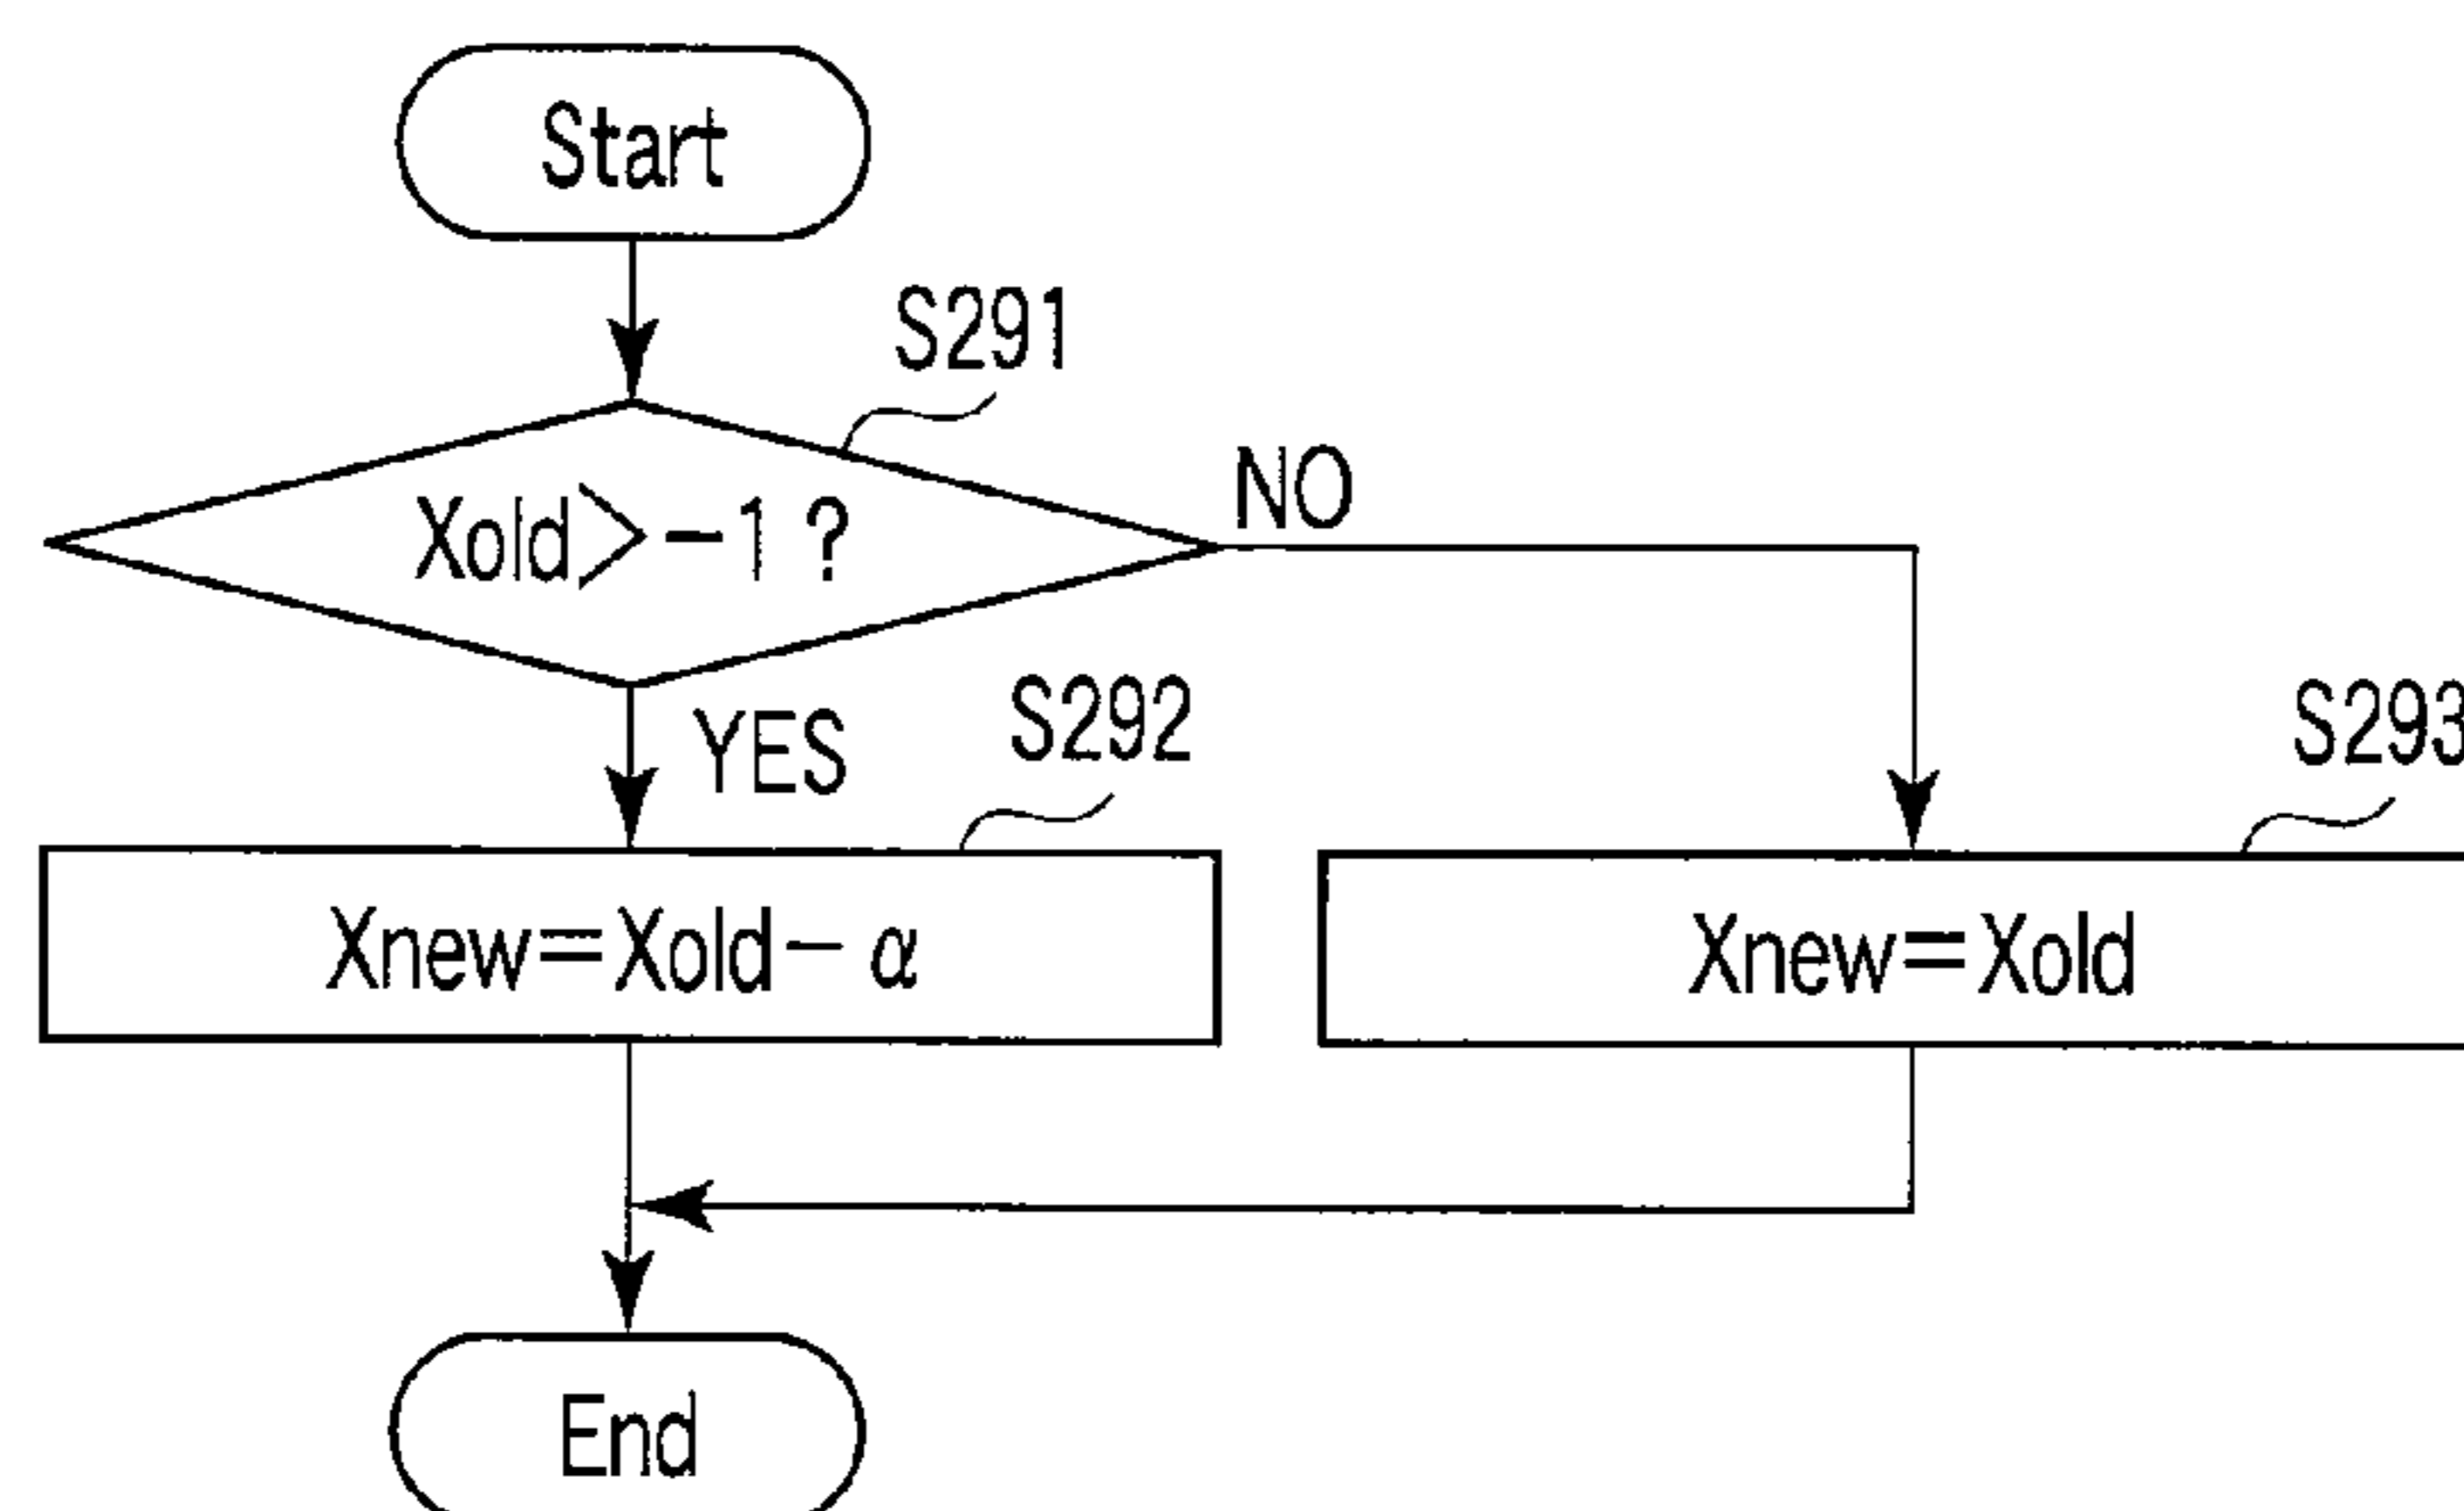 Start
S291
Xold>-1 ?
NO
YES
S292
S293
Xnew=Xold-α
Xnew=Xold
End